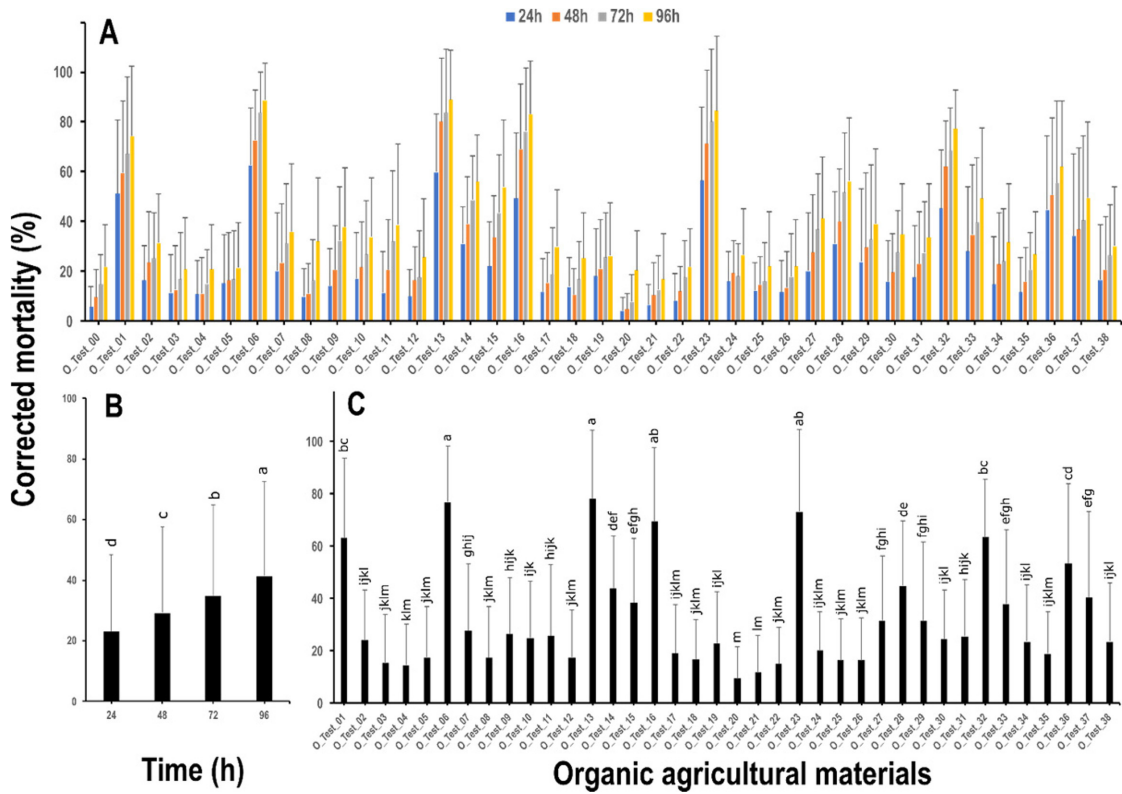 24h 48h 72h 96h
A
Corrected mortality (%)
100
80
60
40
20
0
O_Test_00 O_Test_01 O_Test_02 O_Test_03 O_Test_04 O_Test_05 O_Test_06 O_Test_07 O_Test_08 O_Test_09 O_Test_10 O_Test_11 O_Test_12 O_Test_13 O_Test_14 O_Test_15 O_Test_16 O_Test_17 O_Test_18 O_Test_19 O_Test_20 O_Test_21 O_Test_22 O_Test_23 O_Test_24 O_Test_25 O_Test_26 O_Test_27 O_Test_28 O_Test_29 O_Test_30 O_Test_31 O_Test_32 O_Test_33 O_Test_34 O_Test_35 O_Test_36 O_Test_37 O_Test_38
B
100
80
60
40
20
0
d c b a
24 48 72 96
Time (h)
C
100
80
60
40
20
0
bc ijkl jklm klm jklm a ghij jklm hijk ijk hijk jklm a def efgh ab ijklm jklm ijkl m lm jklm ab jklm jklm jklm fghi de fghi ijkl hijk bc efgh ijkl ijklm cd efg ijkl
O_Test_01 O_Test_02 O_Test_03 O_Test_04 O_Test_05 O_Test_06 O_Test_07 O_Test_08 O_Test_09 O_Test_10 O_Test_11 O_Test_12 O_Test_13 O_Test_14 O_Test_15 O_Test_16 O_Test_17 O_Test_18 O_Test_19 O_Test_20 O_Test_21 O_Test_22 O_Test_23 O_Test_24 O_Test_25 O_Test_26 O_Test_27 O_Test_28 O_Test_29 O_Test_30 O_Test_31 O_Test_32 O_Test_33 O_Test_34 O_Test_35 O_Test_36 O_Test_37 O_Test_38
Organic agricultural materials